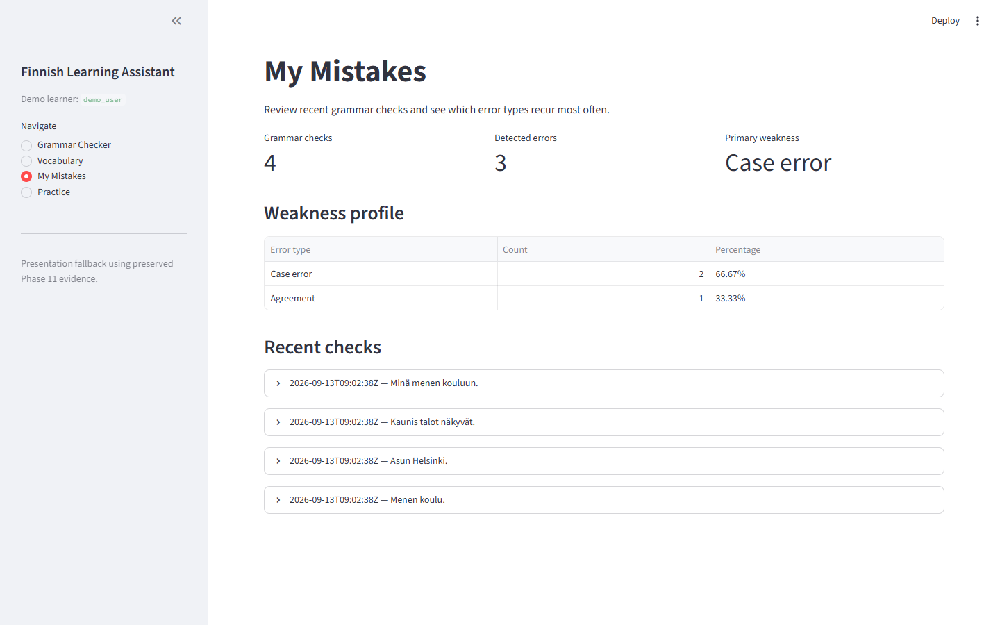 Deploy
Finnish Learning Assistant
Demo learner: demo_user
Navigate
Grammar Checker
Vocabulary
My Mistakes
Practice
Presentation fallback using preserved
Phase 11 evidence.
My Mistakes
Review recent grammar checks and see which error types recur most often.
Grammar checks
4
Detected errors
3
Primary weakness
Case error
Weakness profile
Error type Count Percentage
Case error 2 66.67%
Agreement 1 33.33%
Recent checks
2026-09-13T09:02:38Z — Minä menen kouluun.
2026-09-13T09:02:38Z — Kaunis talot näkyvät.
2026-09-13T09:02:38Z — Asun Helsinki.
2026-09-13T09:02:38Z — Menen koulu.